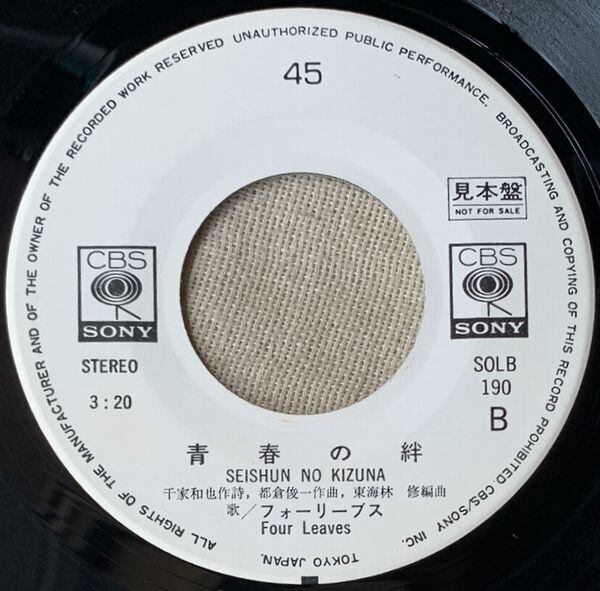 ALL RIGHTS OF THE MANUFACTURER AND OF THE OWNER OF THE RECORDED WORK RESERVED UNAUTHORIZED PUBLIC PERFORMANCE, BROADCASTING AND COPYING OF THIS RECORD PROHIBITED CBS/SONY INC. TOKYO JAPAN.
45
見本盤
NOT FOR SALE
CBS
SONY
CBS
SONY
STEREO
3:20
SOLB
190
B
青春の絆
SEISHUN NO KIZUNA
千家和也作詩，都倉俊一作曲，東海林 修編曲
歌／フォーリーブス
Four Leaves